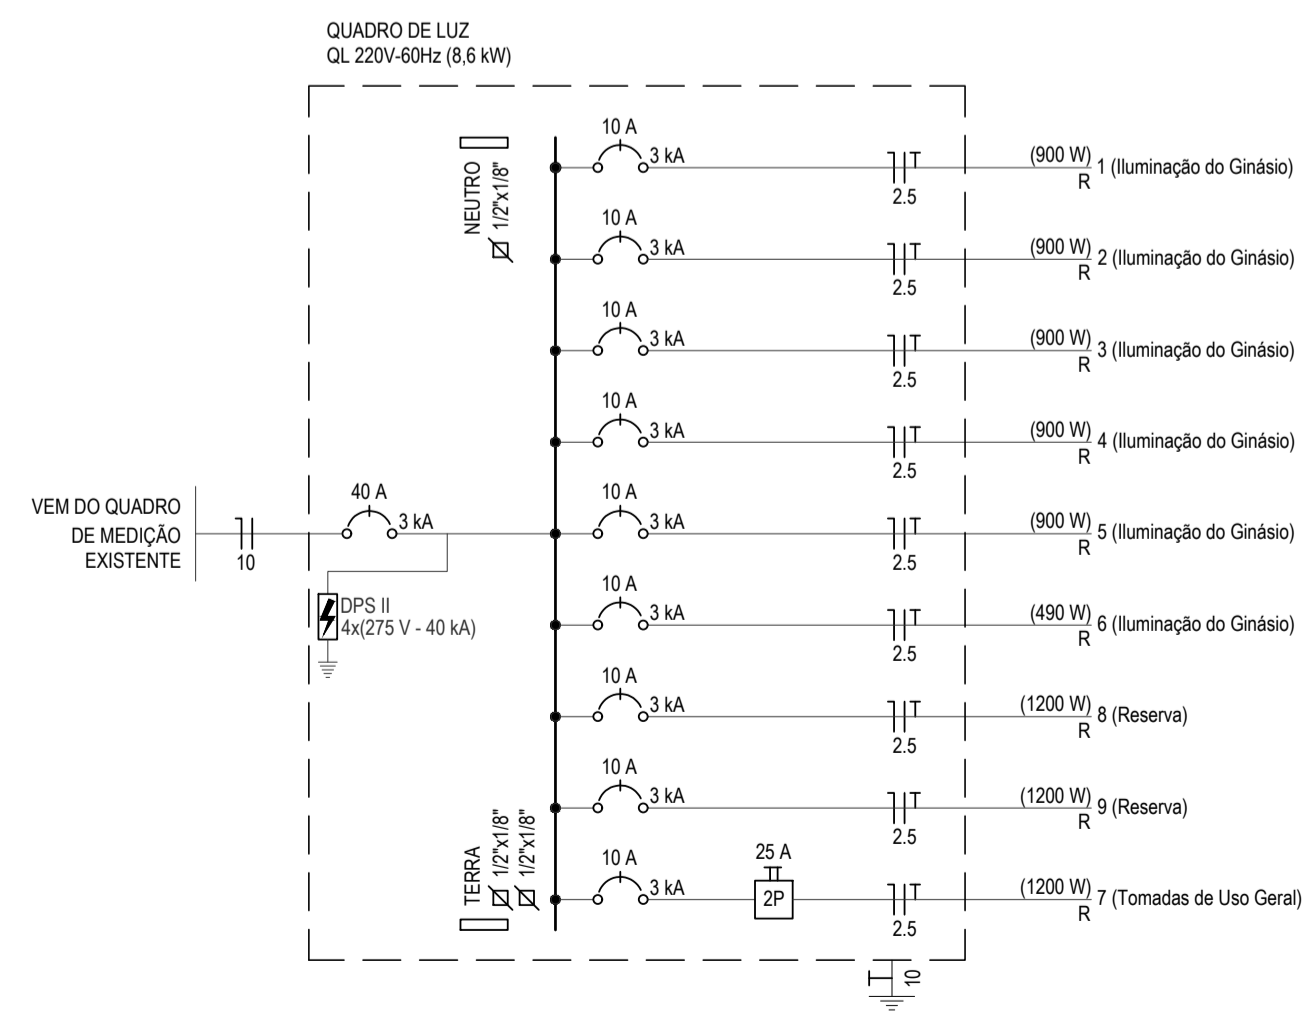 QUADRO DE LUZ
QL 220V-60Hz (8,6 kW)
NEUTRO
1/2"x1/8"
10 A
3 kA
2.5
(900 W)
R
1 (Iluminação do Ginásio)
10 A
3 kA
2.5
(900 W)
R
2 (Iluminação do Ginásio)
10 A
3 kA
2.5
(900 W)
R
3 (Iluminação do Ginásio)
10 A
3 kA
2.5
(900 W)
R
4 (Iluminação do Ginásio)
VEM DO QUADRO
DE MEDIÇÃO
EXISTENTE
10
40 A
3 kA
DPS II
4x(275 V - 40 kA)
10 A
3 kA
2.5
(900 W)
R
5 (Iluminação do Ginásio)
10 A
3 kA
2.5
(490 W)
R
6 (Iluminação do Ginásio)
10 A
3 kA
2.5
(1200 W)
R
8 (Reserva)
10 A
3 kA
2.5
(1200 W)
R
9 (Reserva)
TERRA
1/2"x1/8"
1/2"x1/8"
10 A
3 kA
25 A
2P
2.5
(1200 W)
R
7 (Tomadas de Uso Geral)
10